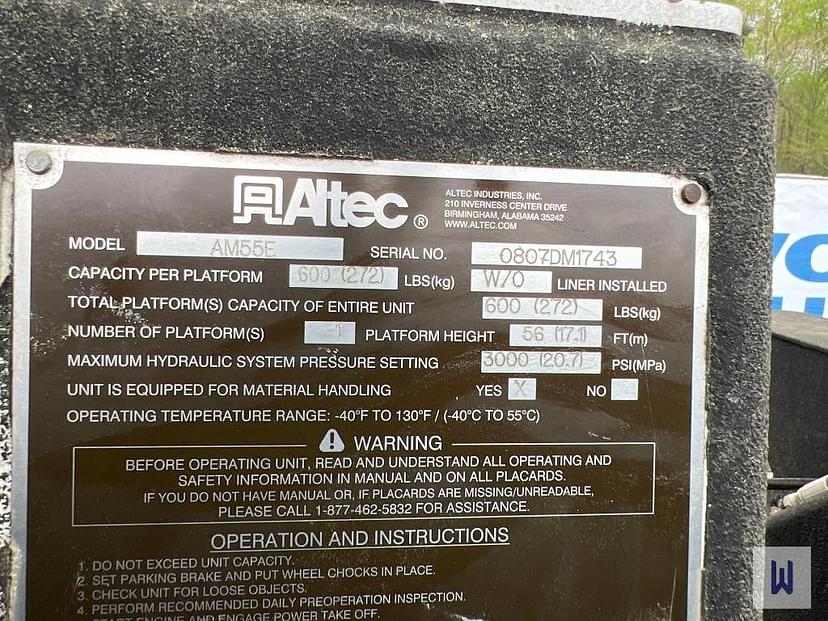 Altec®
ALTEC INDUSTRIES, INC.
210 INVERNESS CENTER DRIVE
BIRMINGHAM, ALABAMA 35242
WWW.ALTEC.COM
MODEL AM55E SERIAL NO. 0807DM1743
CAPACITY PER PLATFORM 600 (272) LBS(kg) W/O LINER INSTALLED
TOTAL PLATFORM(S) CAPACITY OF ENTIRE UNIT 600 (272) LBS(kg)
NUMBER OF PLATFORM(S) 1 PLATFORM HEIGHT 56 (17.1) FT(m)
MAXIMUM HYDRAULIC SYSTEM PRESSURE SETTING 3000 (20.7) PSI(MPa)
UNIT IS EQUIPPED FOR MATERIAL HANDLING YES X NO
OPERATING TEMPERATURE RANGE: -40°F TO 130°F / (-40°C TO 55°C)
WARNING
BEFORE OPERATING UNIT, READ AND UNDERSTAND ALL OPERATING AND
SAFETY INFORMATION IN MANUAL AND ON ALL PLACARDS.
IF YOU DO NOT HAVE MANUAL OR, IF PLACARDS ARE MISSING/UNREADABLE,
PLEASE CALL 1-877-462-5832 FOR ASSISTANCE.
OPERATION AND INSTRUCTIONS
1. DO NOT EXCEED UNIT CAPACITY.
2. SET PARKING BRAKE AND PUT WHEEL CHOCKS IN PLACE.
3. CHECK UNIT FOR LOOSE OBJECTS.
4. PERFORM RECOMMENDED DAILY PREOPERATION INSPECTION.
START ENGINE AND ENGAGE POWER TAKE OFF.
W